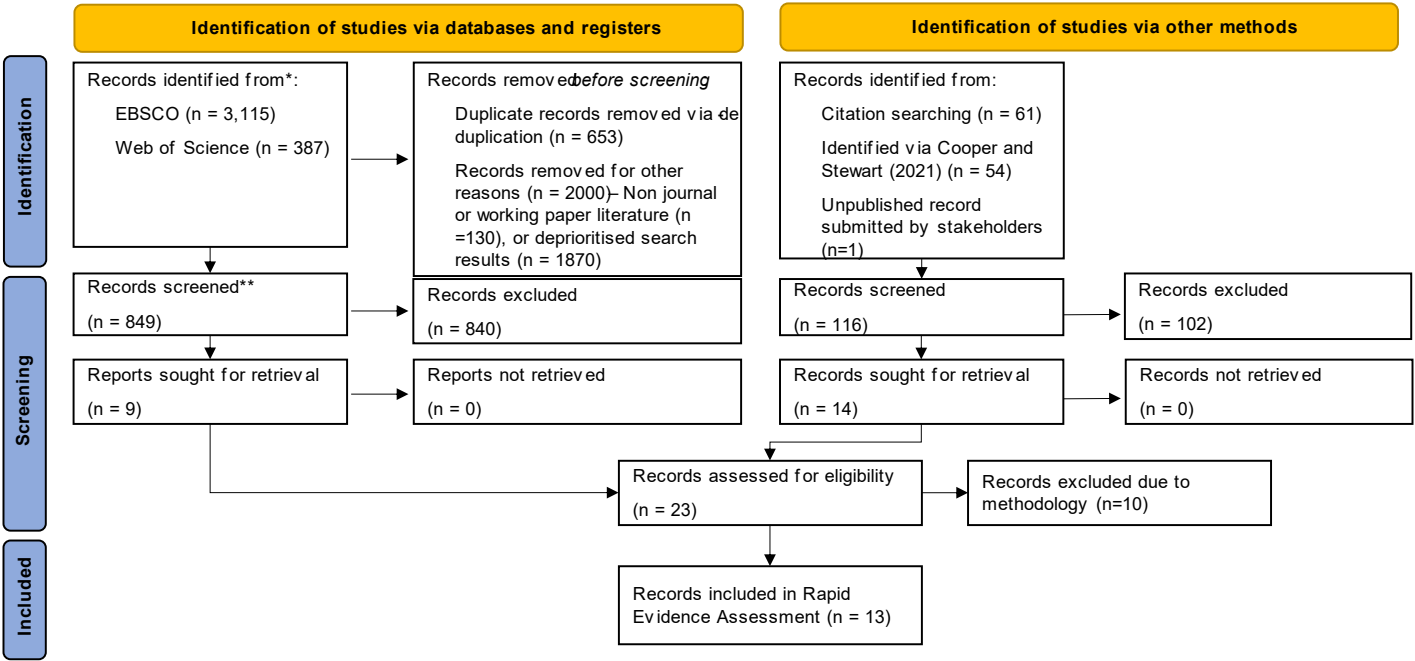 Identification of studies via databases and registers
Identification of studies via other methods
Identification
Records identified from*:
EBSCO (n = 3,115)
Web of Science (n = 387)
Records removed before screening
Duplicate records removed via de-
duplication (n = 653)
Records removed for other
reasons (n = 2000)– Non journal
or working paper literature (n
=130), or deprioritised search
results (n = 1870)
Records identified from:
Citation searching (n = 61)
Identified via Cooper and
Stewart (2021) (n = 54)
Unpublished record
submitted by stakeholders
(n=1)
Screening
Records screened**
(n = 849)
Records excluded
(n = 840)
Records screened
(n = 116)
Records excluded
(n = 102)
Reports sought for retrieval
(n = 9)
Reports not retrieved
(n = 0)
Records sought for retrieval
(n = 14)
Records not retrieved
(n = 0)
Records assessed for eligibility
(n = 23)
Records excluded due to
methodology (n=10)
Included
Records included in Rapid
Evidence Assessment (n = 13)